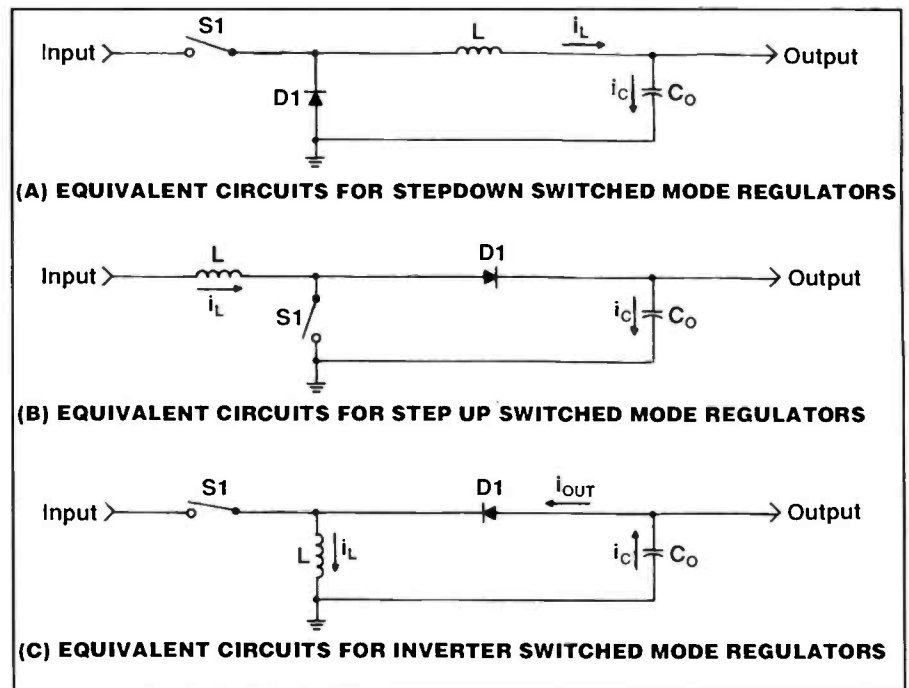 S1
L
iL
Input
Output
D1
iC
CO
(A) EQUIVALENT CIRCUITS FOR STEPDOWN SWITCHED MODE REGULATORS
L
D1
Input
Output
iL
S1
iC
CO
(B) EQUIVALENT CIRCUITS FOR STEP UP SWITCHED MODE REGULATORS
S1
D1
iOUT
Input
Output
L
iL
iC
CO
(C) EQUIVALENT CIRCUITS FOR INVERTER SWITCHED MODE REGULATORS